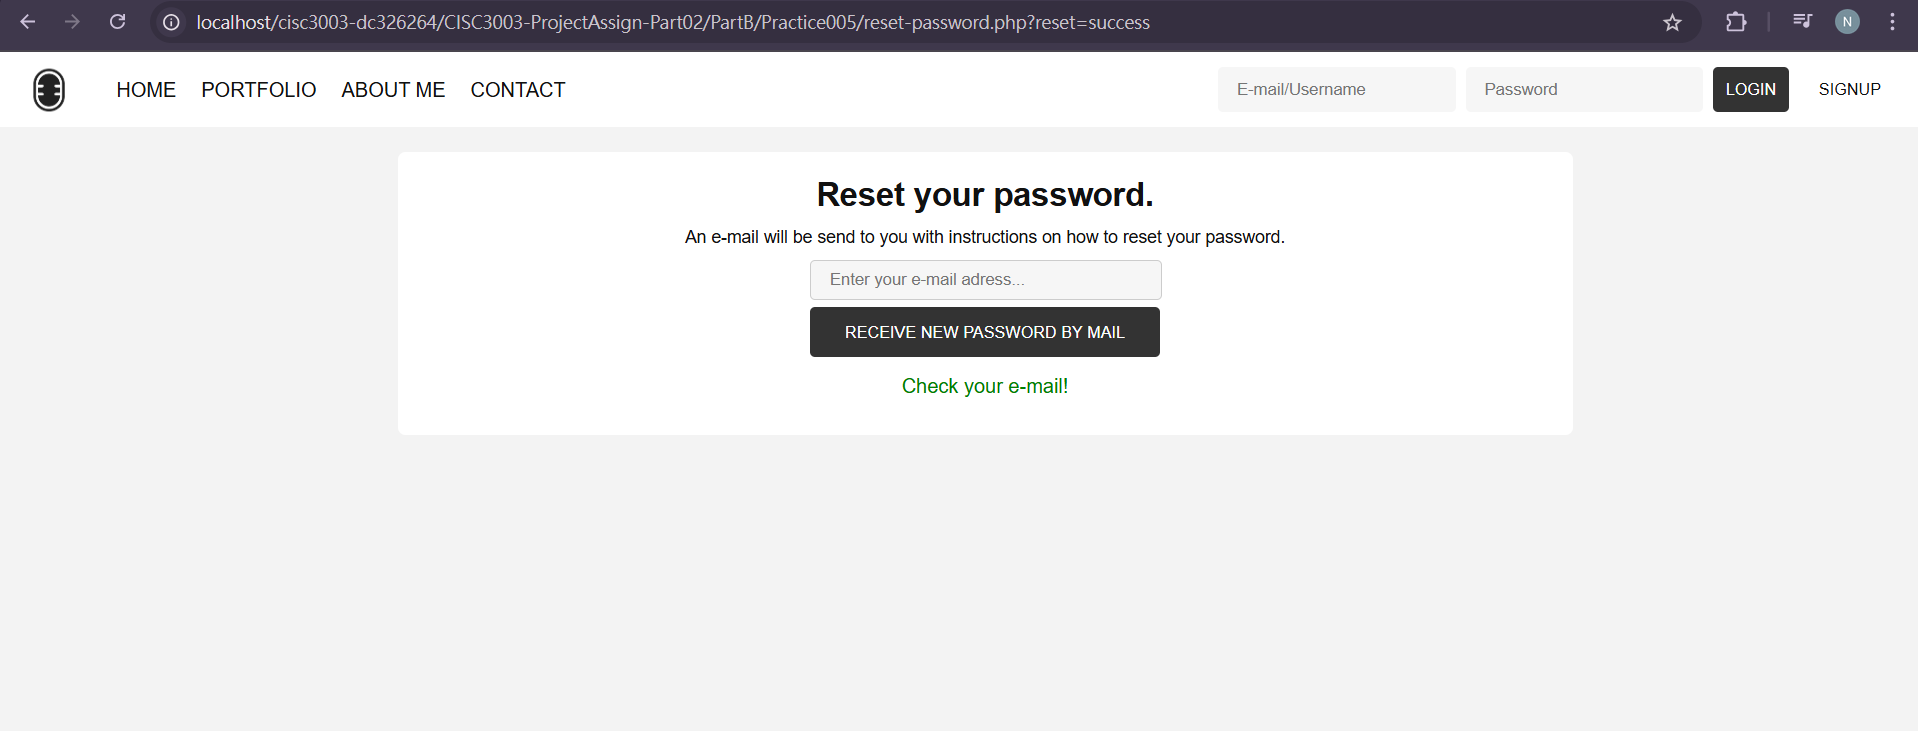 localhost/cisc3003-dc326264/CISC3003-ProjectAssign-Part02/PartB/Practice005/reset-password.php?reset=success
N
HOME PORTFOLIO ABOUT ME CONTACT E-mail/Username Password LOGIN SIGNUP
Reset your password.
An e-mail will be send to you with instructions on how to reset your password.
Enter your e-mail adress...
RECEIVE NEW PASSWORD BY MAIL
Check your e-mail!